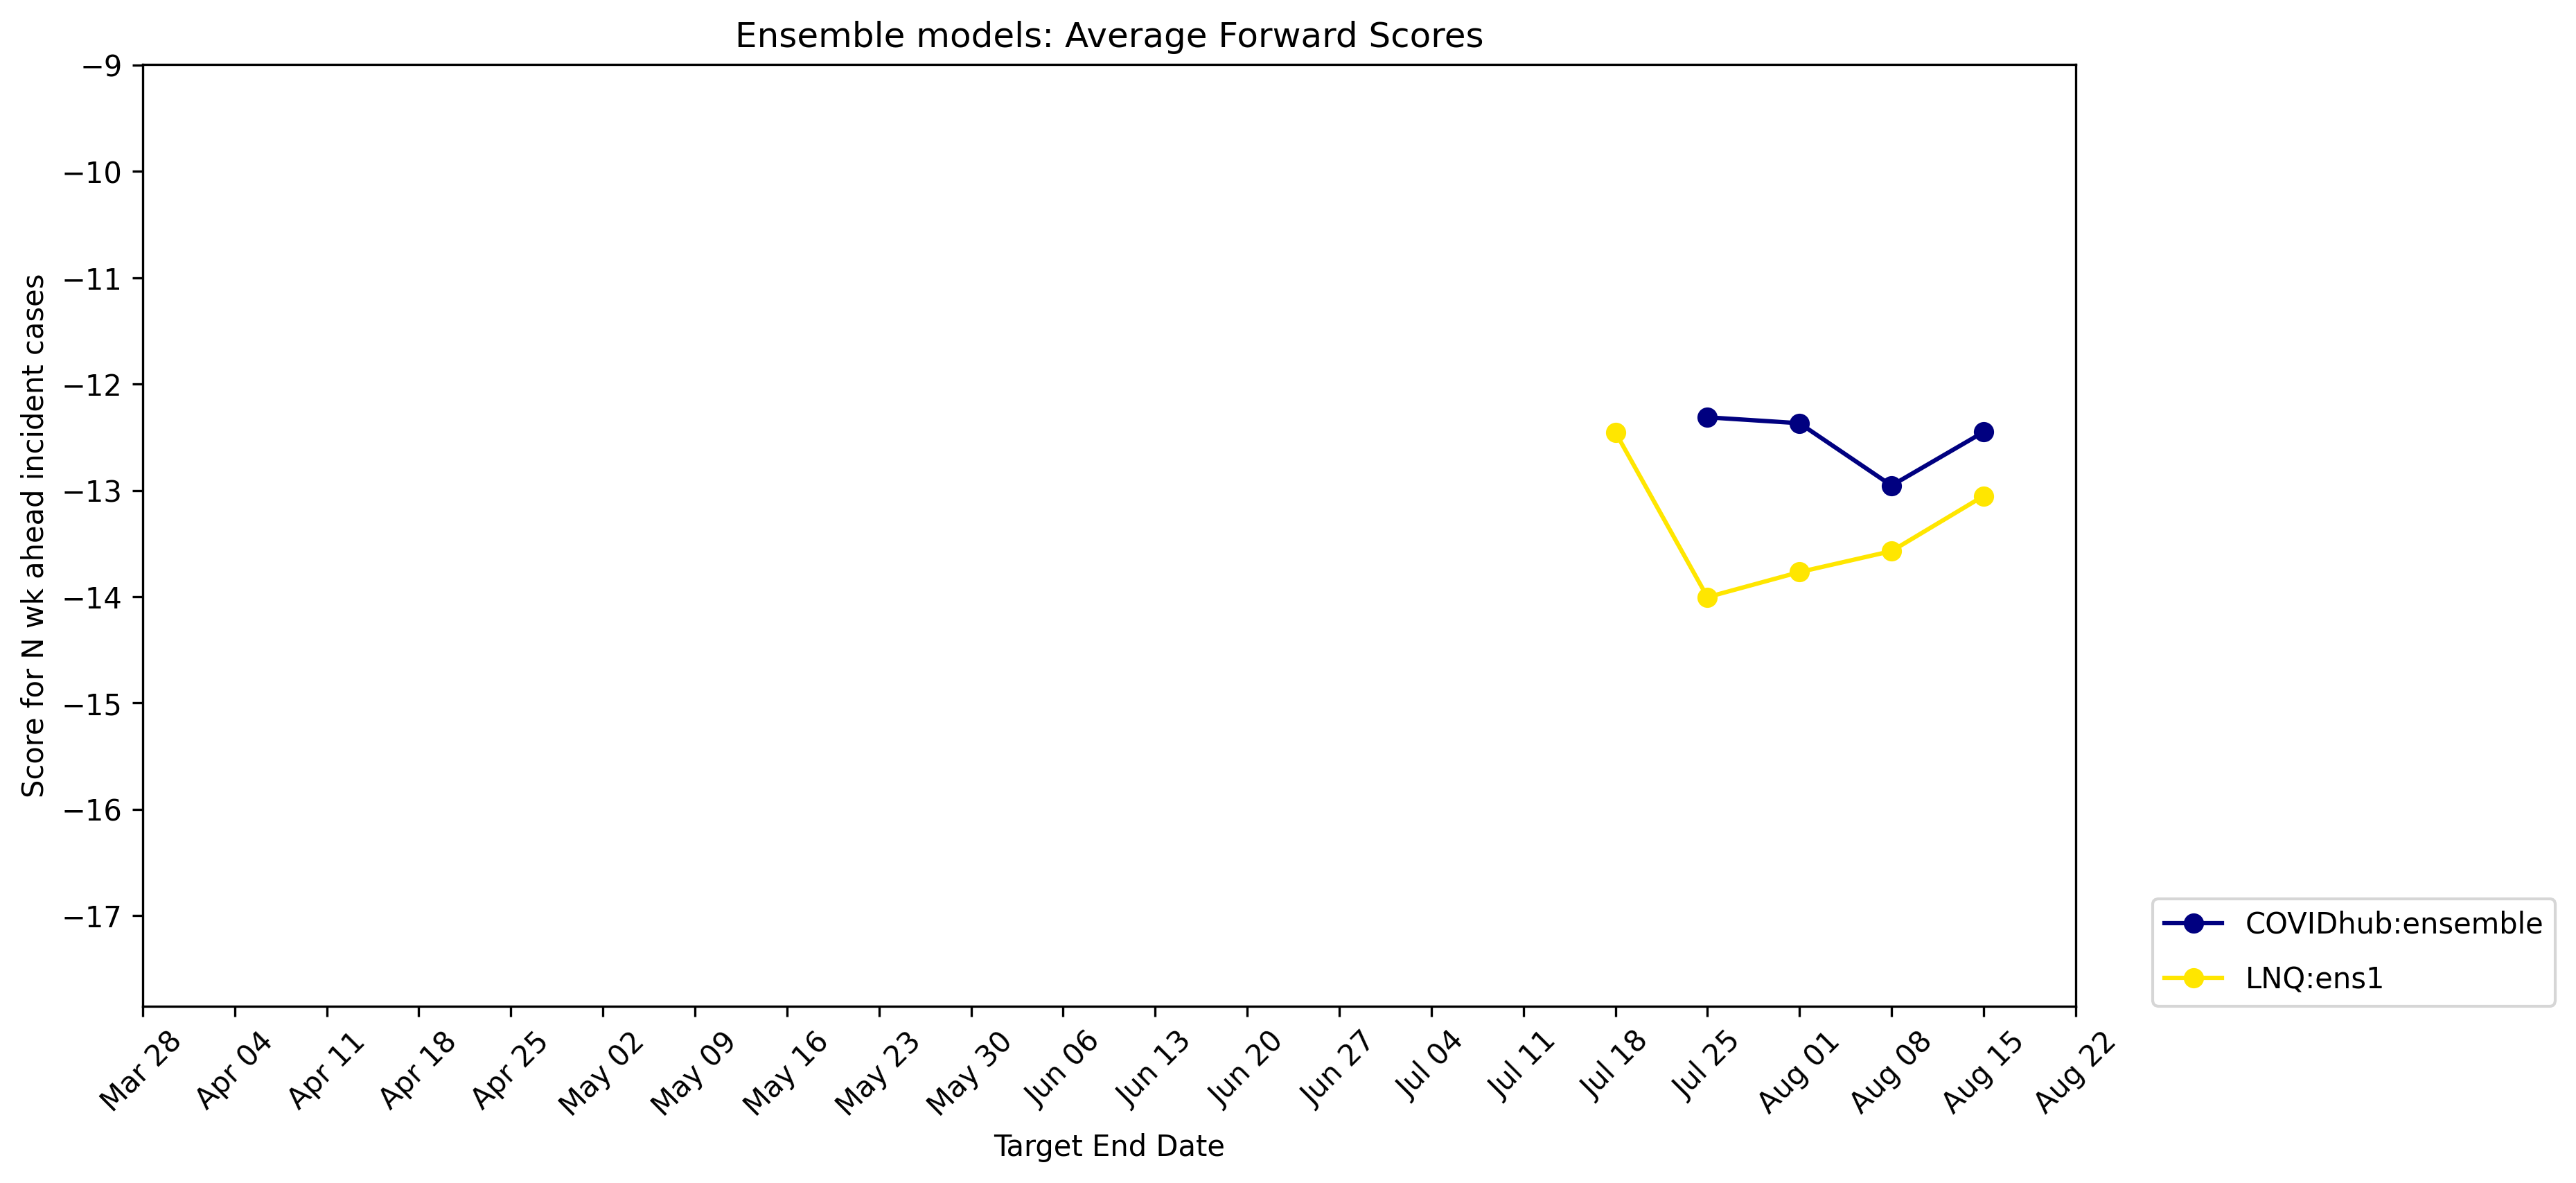 Ensemble models: Average Forward Scores
Score for N wk ahead incident cases
−9
−10
−11
−12
−13
−14
−15
−16
−17
Mar 28
Apr 04
Apr 11
Apr 18
Apr 25
May 02
May 09
May 16
May 23
May 30
Jun 06
Jun 13
Jun 20
Jun 27
Jul 04
Jul 11
Jul 18
Jul 25
Aug 01
Aug 08
Aug 15
Aug 22
Target End Date
COVIDhub:ensemble
LNQ:ens1